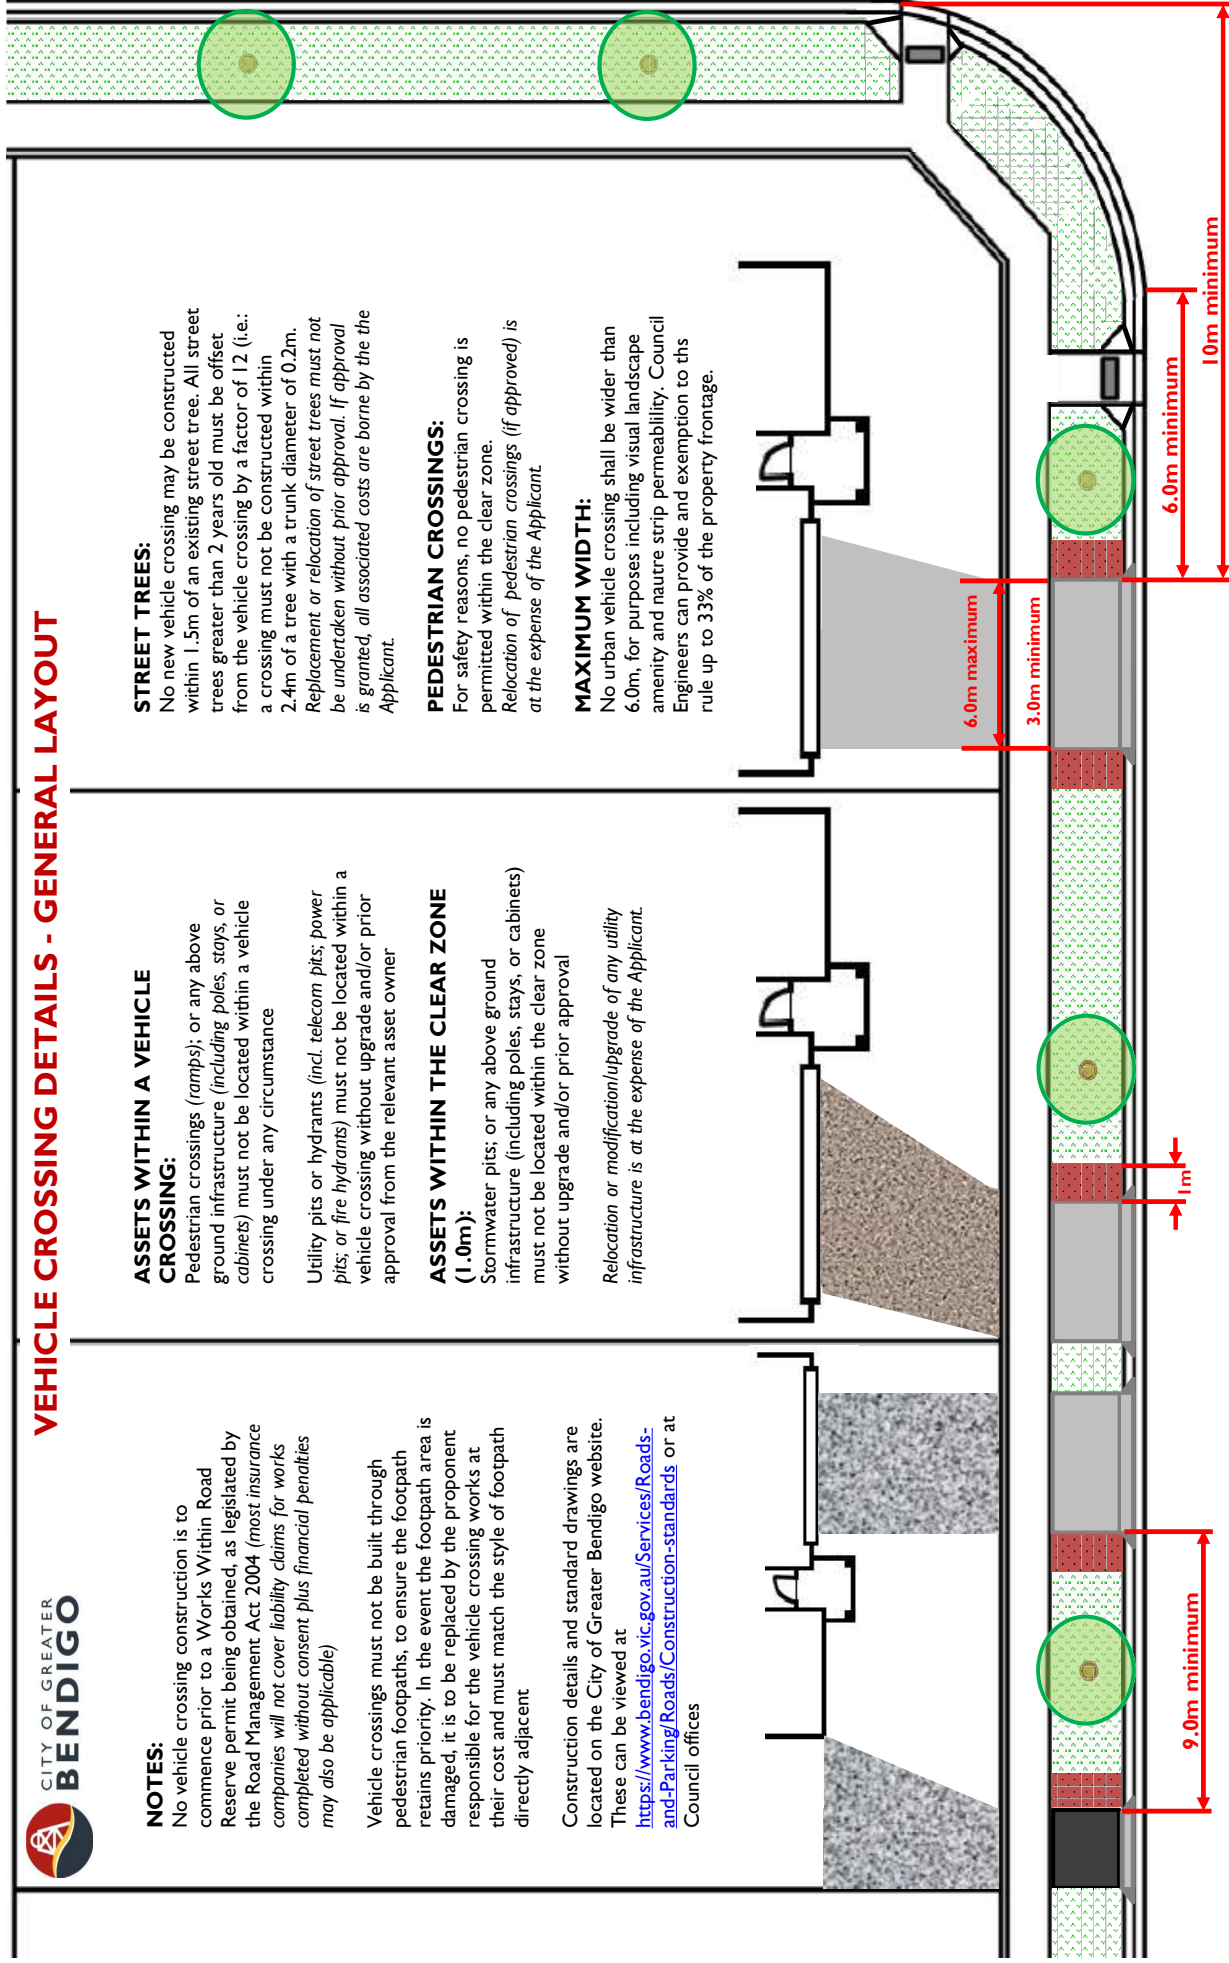 VEHICLE CROSSING DETAILS - GENERAL LAYOUT
CITY OF GREATER
BENDIGO
NOTES:
No vehicle crossing construction is to
commence prior to a Works Within Road
Reserve permit being obtained, as legislated by
the Road Management Act 2004 (most insurance
companies will not cover liability claims for works
completed without consent plus financial penalties
may also be applicable)
Vehicle crossings must not be built through
pedestrian footpaths, to ensure the footpath
retains priority. In the event the footpath area is
damaged, it is to be replaced by the proponent
responsible for the vehicle crossing works at
their cost and must match the style of footpath
directly adjacent
Construction details and standard drawings are
located on the City of Greater Bendigo website.
These can be viewed at
https://www.bendigo.vic.gov.au/Services/Roads-
and-Parking/Roads/Construction-standards or at
Council offices
ASSETS WITHIN A VEHICLE
CROSSING:
Pedestrian crossings (ramps); or any above
ground infrastructure (including poles, stays, or
cabinets) must not be located within a vehicle
crossing under any circumstance
Utility pits or hydrants (incl. telecom pits; power
pits; or fire hydrants) must not be located within a
vehicle crossing without upgrade and/or prior
approval from the relevant asset owner
ASSETS WITHIN THE CLEAR ZONE
(1.0m):
Stormwater pits; or any above ground
infrastructure (including poles, stays, or cabinets)
must not be located within the clear zone
without upgrade and/or prior approval
Relocation or modification/upgrade of any utility
infrastructure is at the expense of the Applicant.
STREET TREES:
No new vehicle crossing may be constructed
within 1.5m of an existing street tree. All street
trees greater than 2 years old must be offset
from the vehicle crossing by a factor of 12 (i.e.:
a crossing must not be constructed within
2.4m of a tree with a trunk diameter of 0.2m.
Replacement or relocation of street trees must not
be undertaken without prior approval. If approval
is granted, all associated costs are borne by the the
Applicant.
PEDESTRIAN CROSSINGS:
For safety reasons, no pedestrian crossing is
permitted within the clear zone.
Relocation of pedestrian crossings (if approved) is
at the expense of the Applicant.
MAXIMUM WIDTH:
No urban vehicle crossing shall be wider than
6.0m, for purposes including visual landscape
amenity and nautre strip permeablility. Council
Engineers can provide and exemption to ths
rule up to 33% of the property frontage.
6.0m maximum
3.0m minimum
9.0m minimum
1m
6.0m minimum
10m minimum